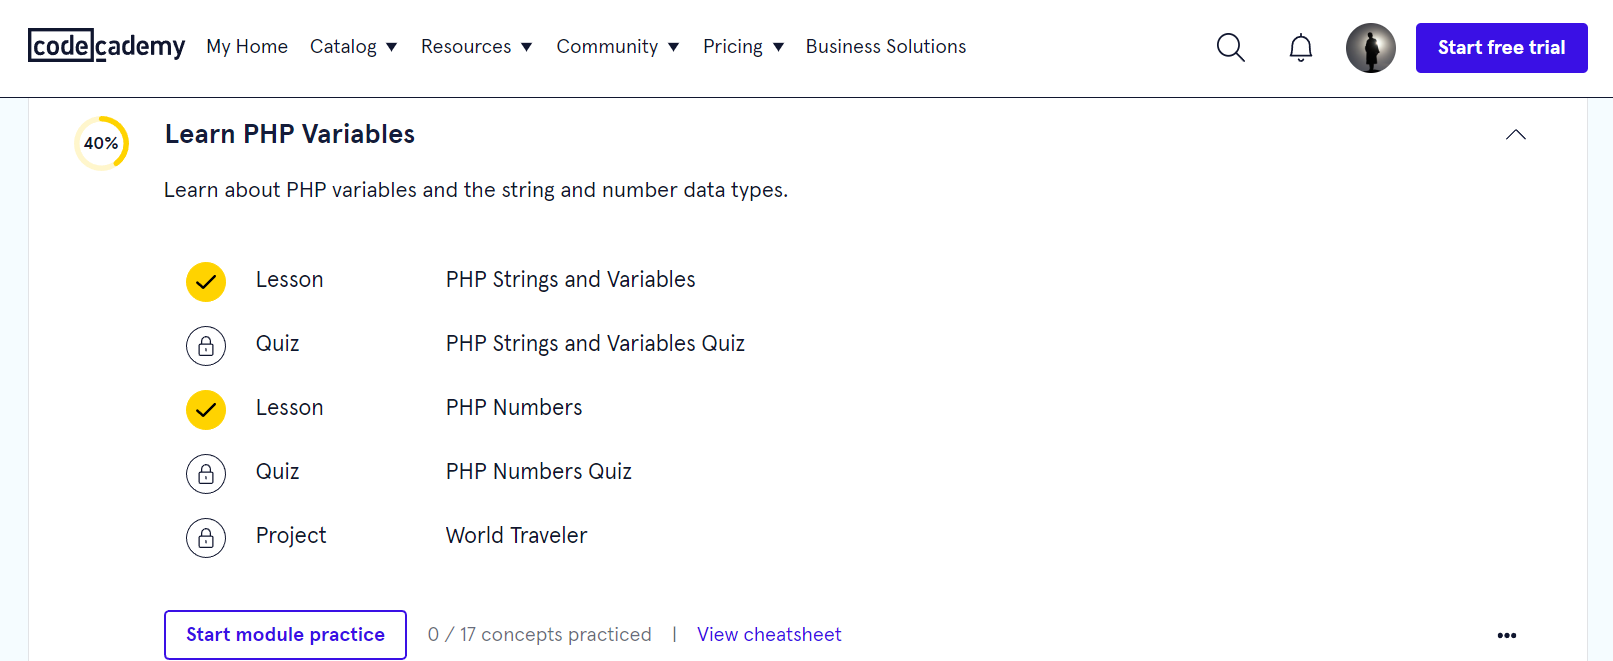 codecademy My Home Catalog ▼ Resources ▼ Community ▼ Pricing ▼ Business Solutions Start free trial
40% Learn PHP Variables
Learn about PHP variables and the string and number data types.
Lesson PHP Strings and Variables
Quiz PHP Strings and Variables Quiz
Lesson PHP Numbers
Quiz PHP Numbers Quiz
Project World Traveler
Start module practice 0 / 17 concepts practiced | View cheatsheet •••